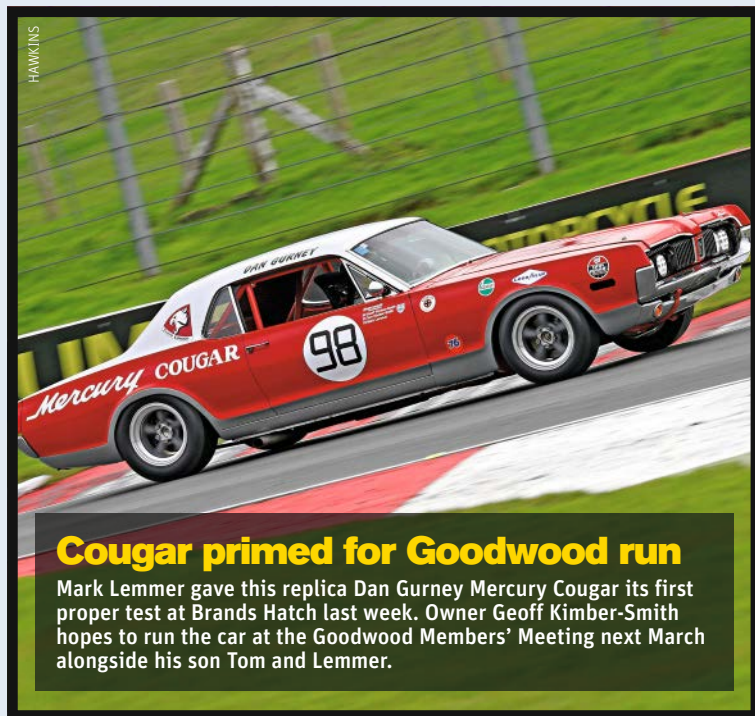 HAWKINS
MOTORCYCLE
DAN GURNEY
98
76
Mercury COUGAR
Cougar primed for Goodwood run
Mark Lemmer gave this replica Dan Gurney Mercury Cougar its first
proper test at Brands Hatch last week. Owner Geoff Kimber-Smith
hopes to run the car at the Goodwood Members’ Meeting next March
alongside his son Tom and Lemmer.